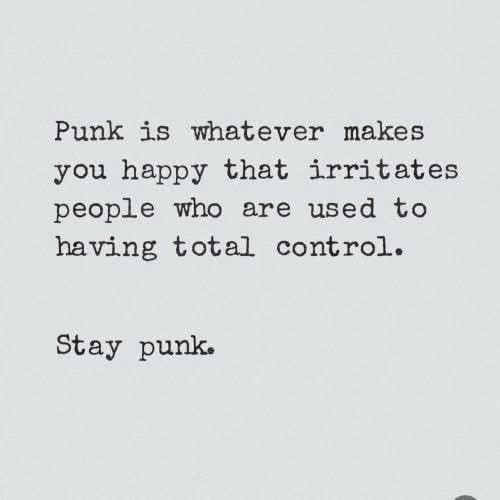 Punk is whatever makes
you happy that irritates
people who are used to
having total control.
Stay punk.